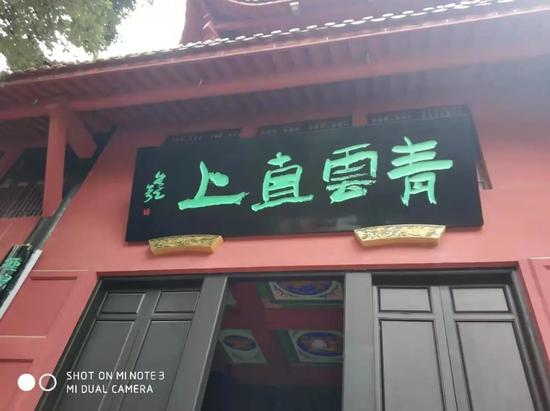 青雲直上
SHOT ON MI NOTE 3
MI DUAL CAMERA